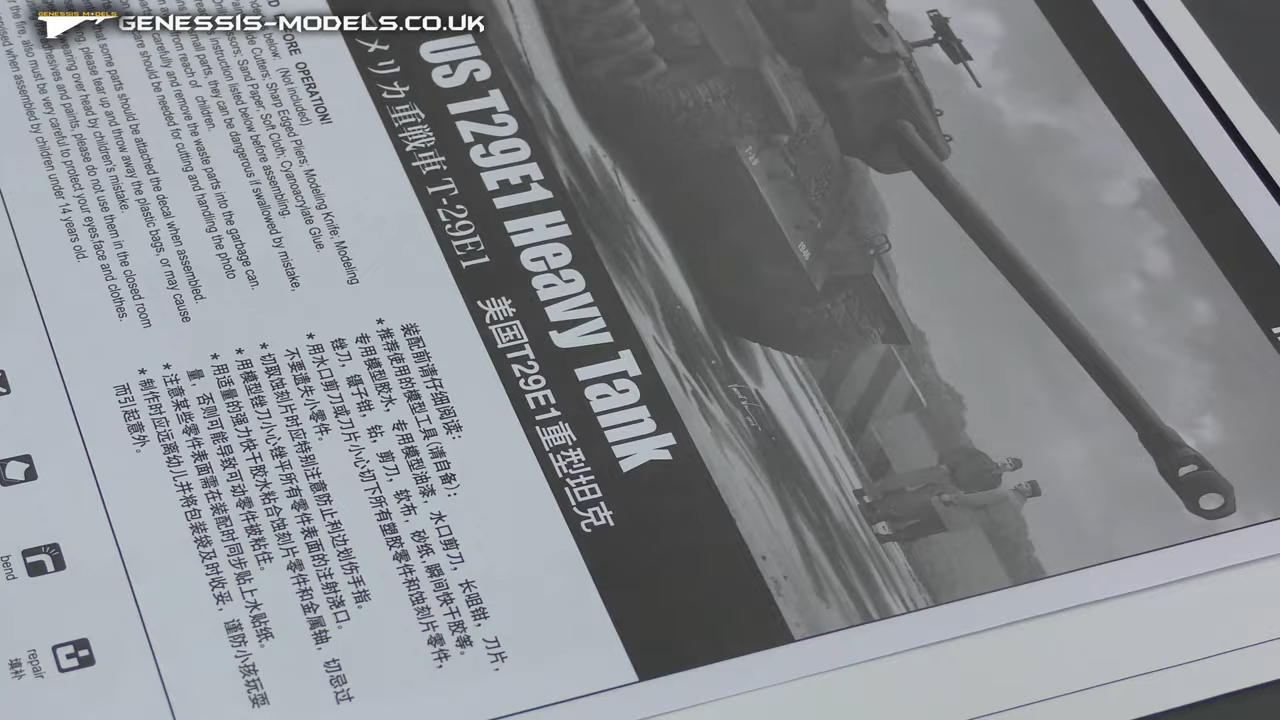 GENESSIS MODELS
GENESSIS-MODELS.CO.UK
US T29E1 Heavy Tank
アメリカ重戦車 T-29E1
美国T29E1重型坦克
1946
BEFORE OPERATION!
below: (Not included)
Cutters; Sharp Edged Pliers; Modeling Knife; Modeling
Sand Paper; Soft Cloth; Cyanoacrylate Glue.
instruction listed below before assembling.
small parts, they can be dangerous if swallowed by mistake,
from reach of children.
carefully and remove the waste parts into the garbage can.
care should be needed for cutting and handling the photo
that some parts should be attached the decal when assembled.
please tear up and throw away the plastic bags, or may cause
over head by children's mistake.
adhesives and paints, please do not use them in the closed room
the fire, also must be very careful to protect your eyes,face and clothes.
when assembled by children under 14 years old.
装配前请仔细阅读：
*推荐使用的模型工具(请自备)：水口剪刀，长咀钳，刀片，
专用模型胶水，专用模型油漆，砂纸,瞬间快干胶等。
锉刀，镊子钳，钻，剪刀，软布，
*用水口剪刀或刀片小心切下所有塑胶零件和蚀刻片零件，
不要遗失小零件。
*切取蚀刻片时应特别注意防止利边划伤手指。
*用模型锉刀小心锉平所有零件表面的注射浇口。
*用适量的强力快干胶水粘合蚀刻片零件和金属轴，切忌过
量，否则可能导致可动零件被粘住。
*注意某些零件表面需在装配时同步贴上水贴纸。
*制作时应远离幼儿并将包装袋及时收妥，谨防小孩玩耍
而引起意外。
bend
repair
填补